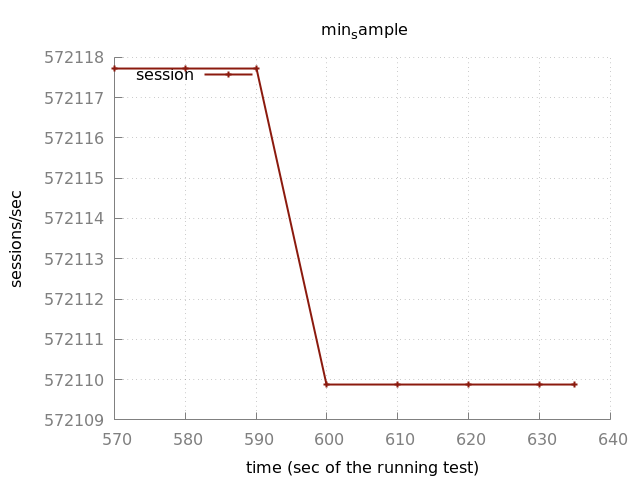 min_sample
572118
session
572117
572116
572115
572114
572113
572112
572111
572110
572109
sessions/sec
570 580 590 600 610 620 630 640
time (sec of the running test)